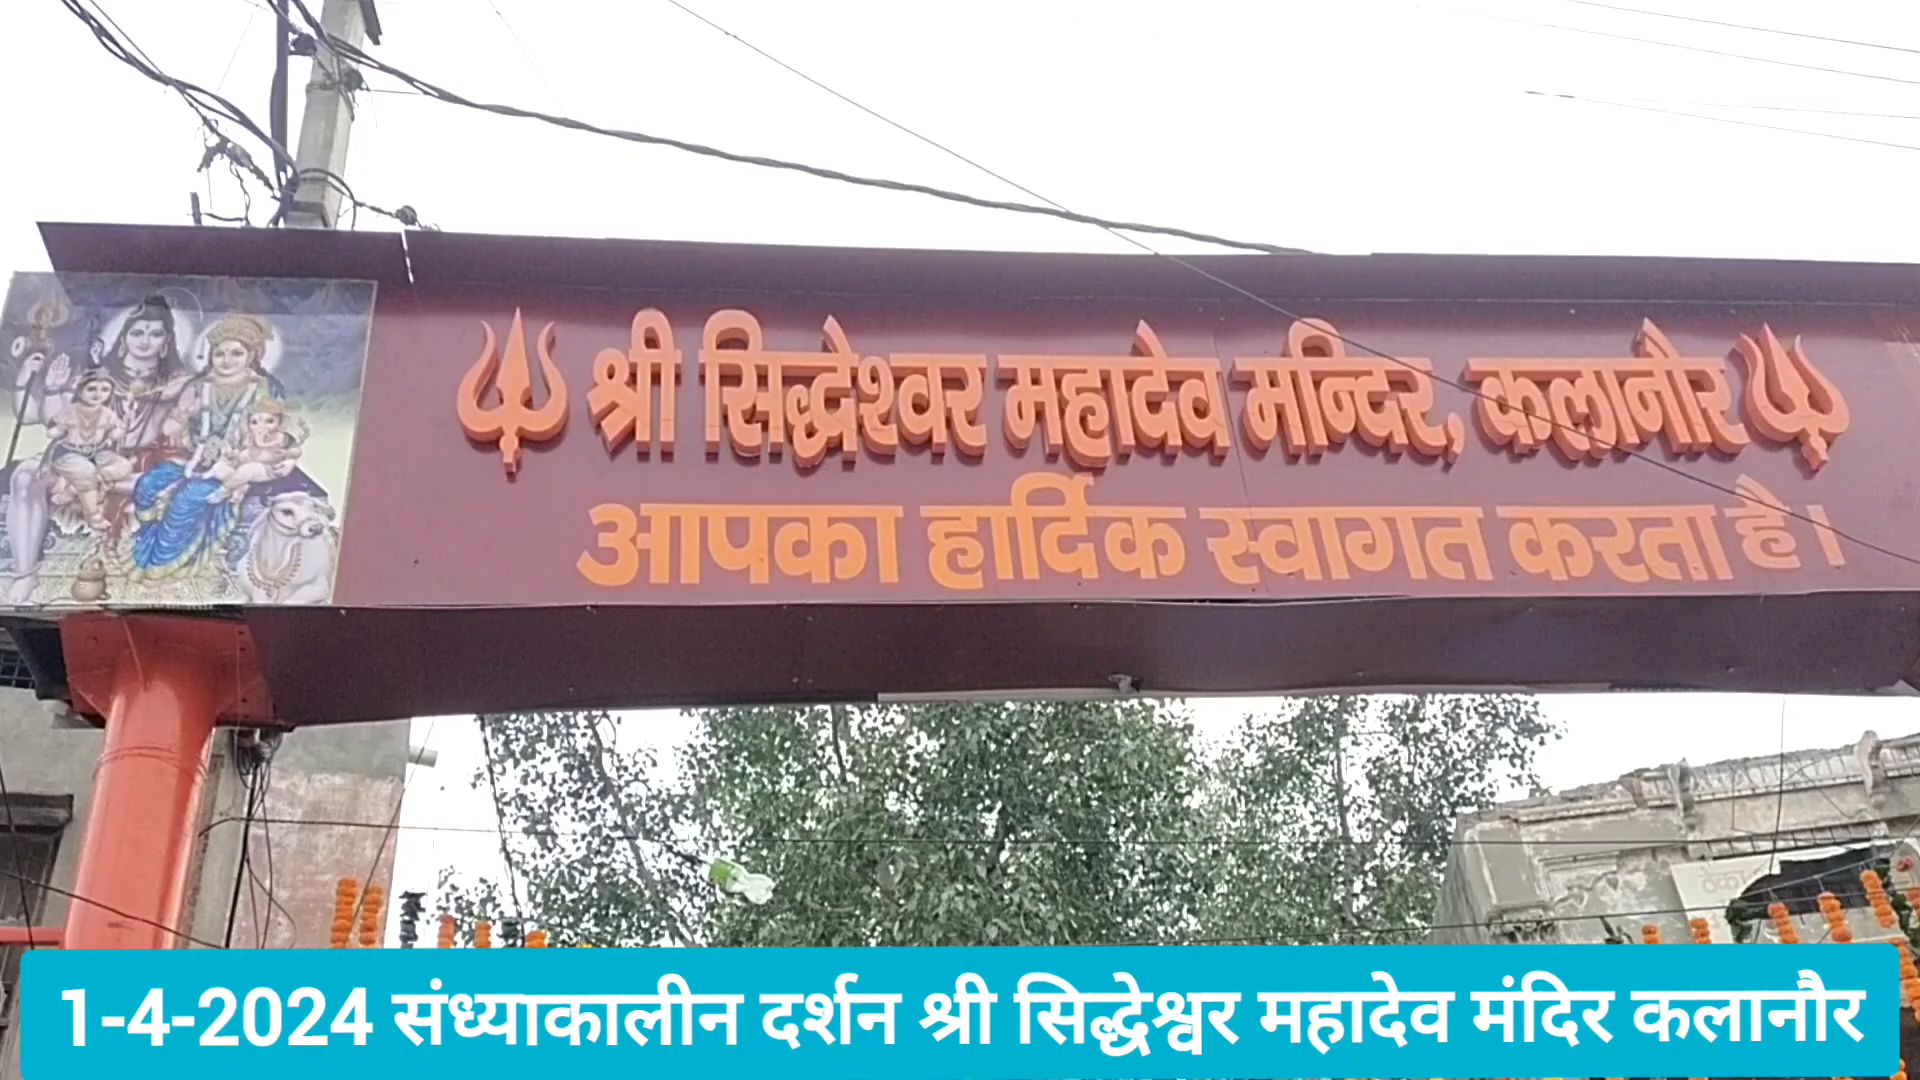 श्री सिद्धेश्वर महादेव मन्दिर, कलानौर
आपका हार्दिक स्वागत करता है।
ठेका
1-4-2024 संध्याकालीन दर्शन श्री सिद्धेश्वर महादेव मंदिर कलानौर